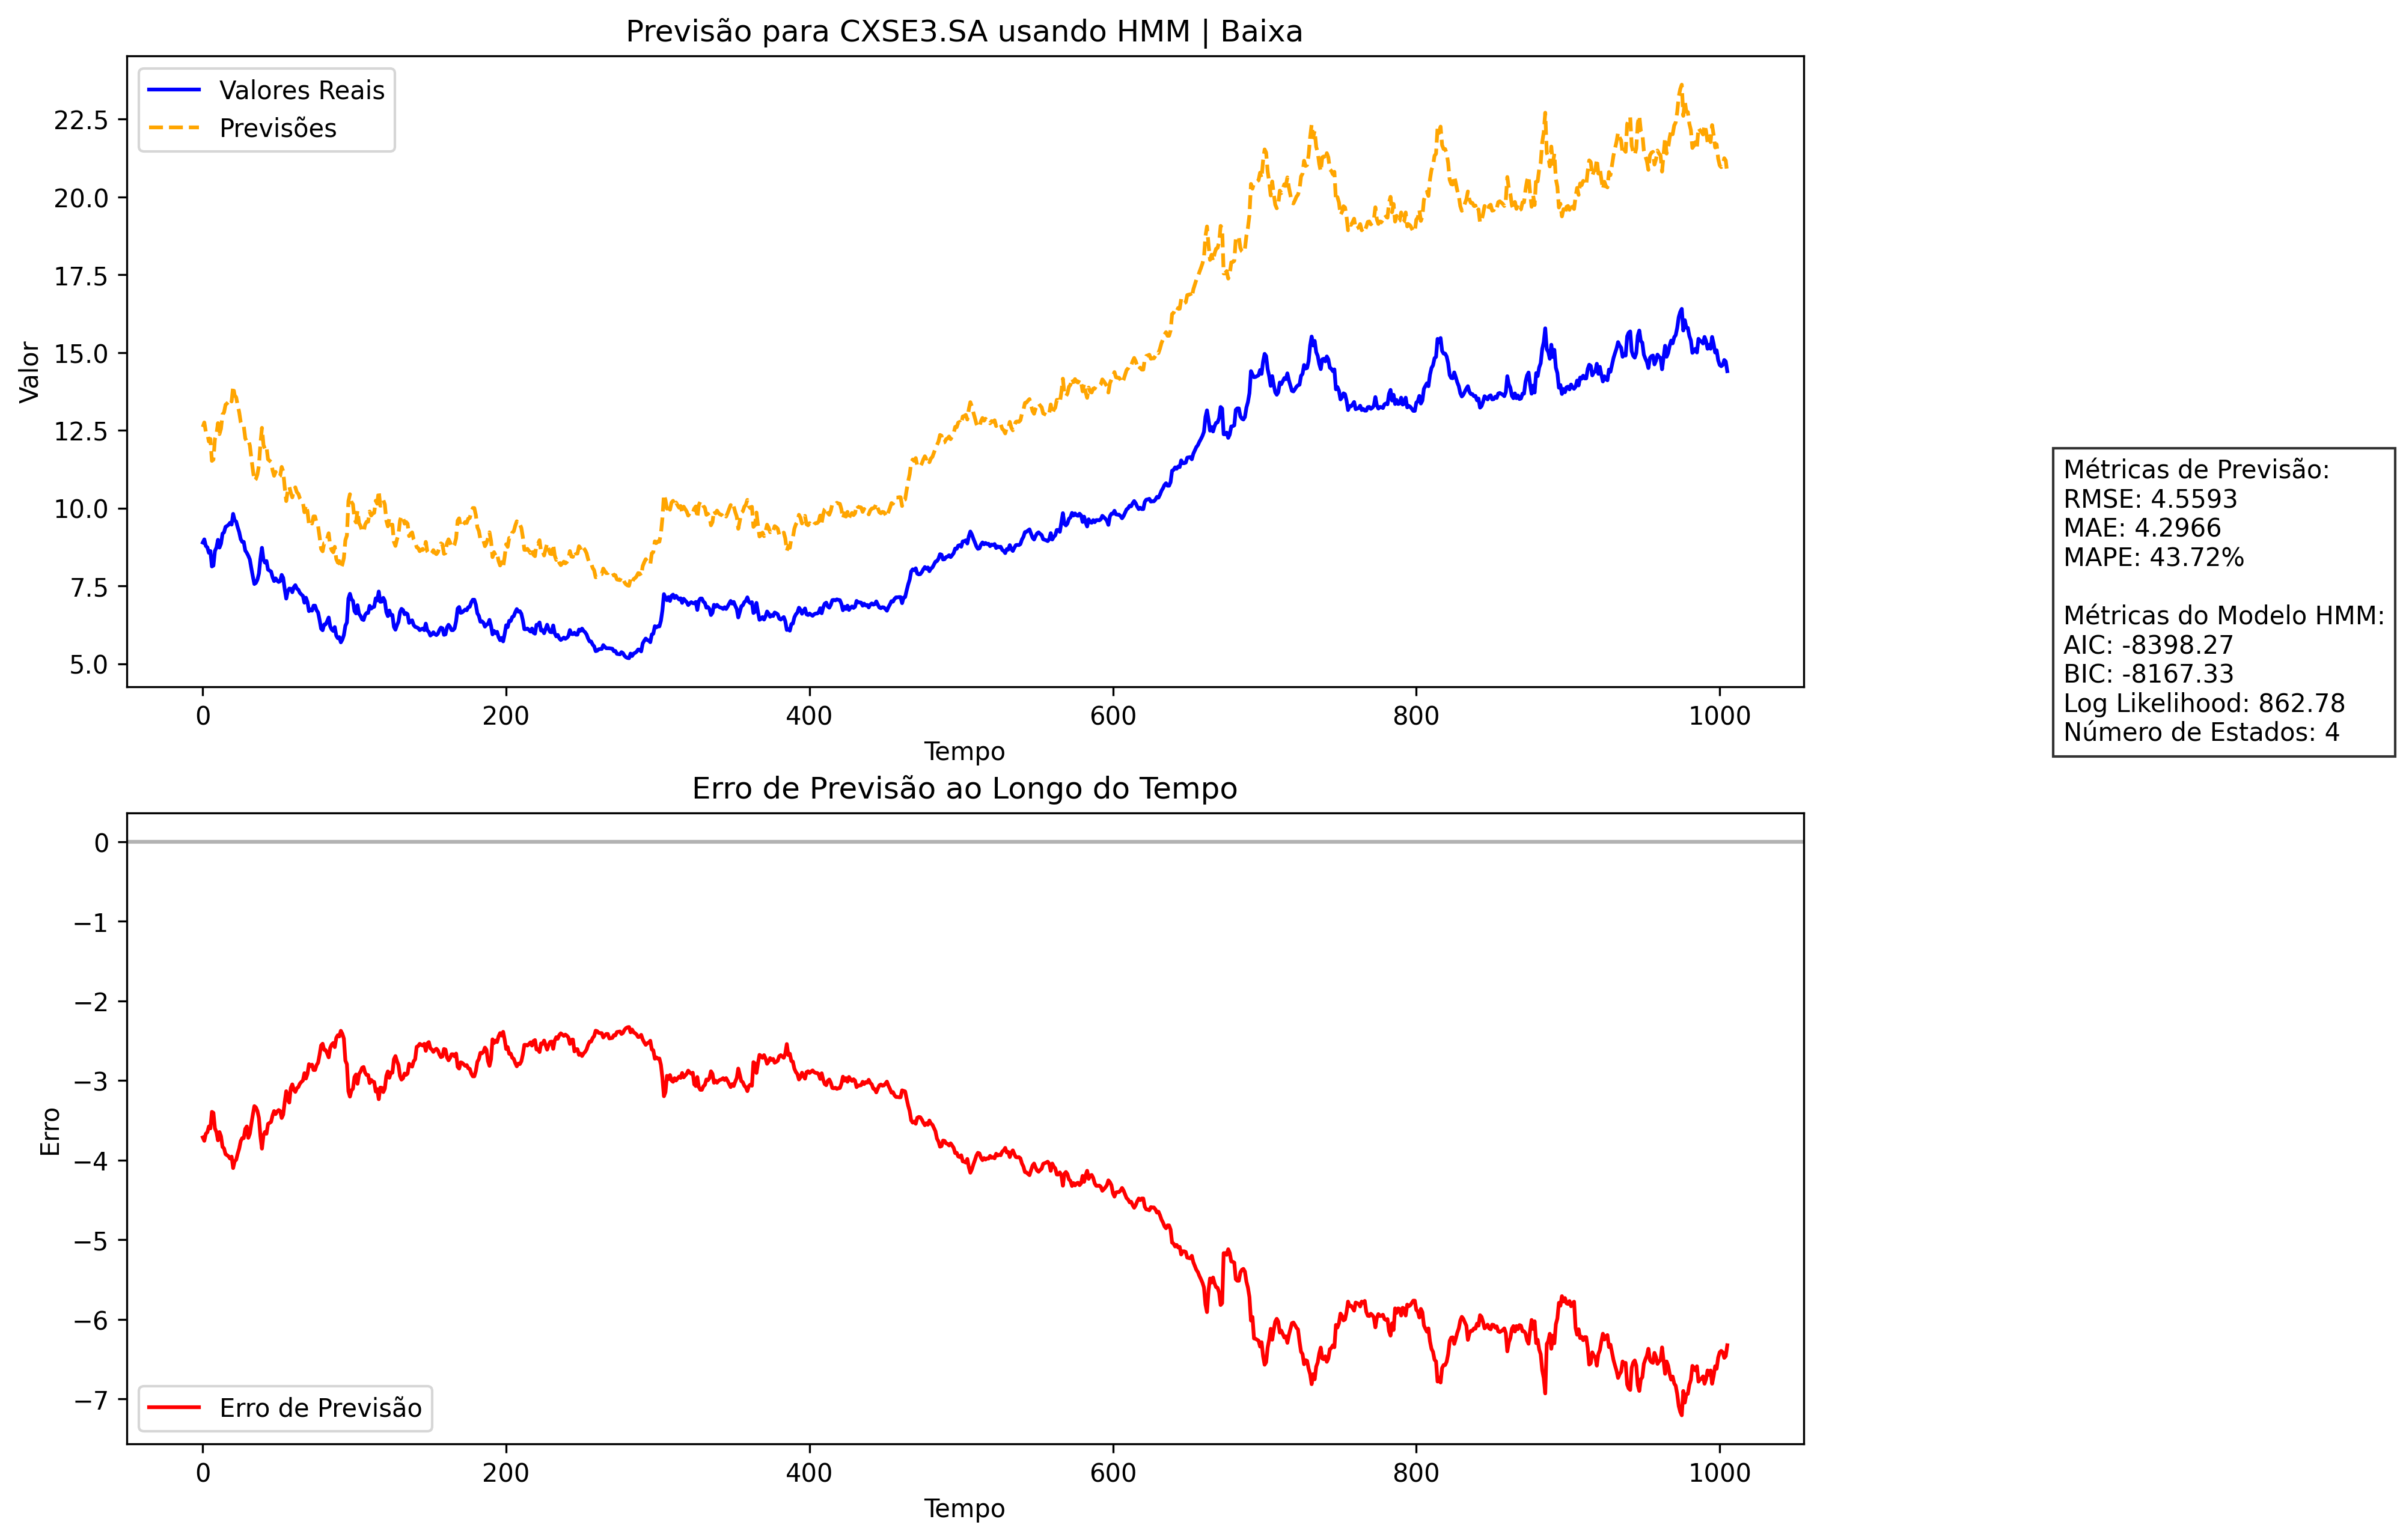 Previsão para CXSE3.SA usando HMM | Baixa
Valores Reais
Previsões
Valor
22.5
20.0
17.5
15.0
12.5
10.0
7.5
5.0
0 200 400 600 800 1000
Tempo
Métricas de Previsão:
RMSE: 4.5593
MAE: 4.2966
MAPE: 43.72%
Métricas do Modelo HMM:
AIC: -8398.27
BIC: -8167.33
Log Likelihood: 862.78
Número de Estados: 4
Erro de Previsão ao Longo do Tempo
Erro
0
−1
−2
−3
−4
−5
−6
−7
Erro de Previsão
0 200 400 600 800 1000
Tempo